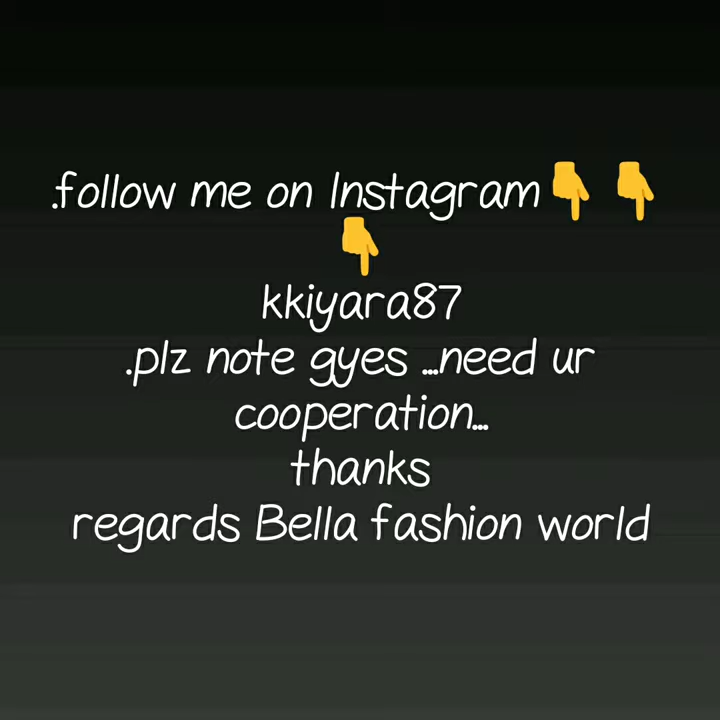 .follow me on Instagram👇👇
👇
kkiyara87
.plz note gyes ...need ur
cooperation...
thanks
regards Bella fashion world